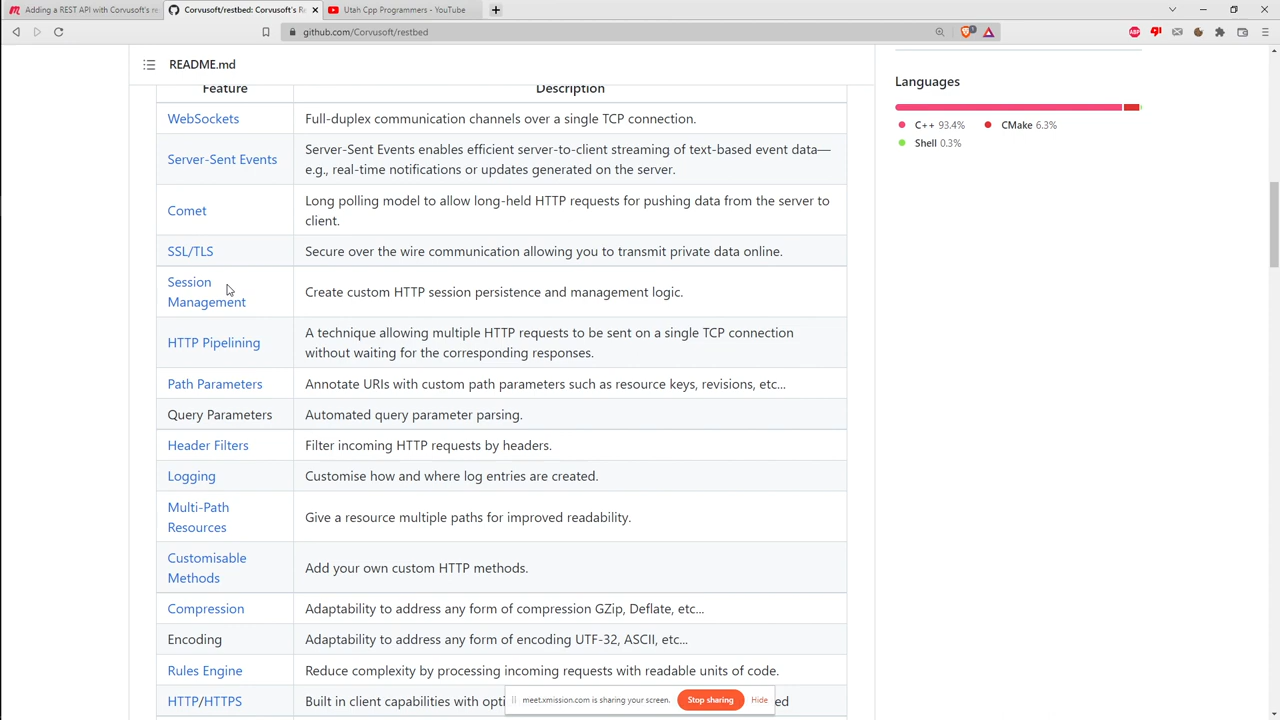 Adding a REST API with Corvusoft's re
Corvusoft/restbed: Corvusoft's Re
Utah Cpp Programmers - YouTube
github.com/Corvusoft/restbed
README.md
Feature
Description
WebSockets
Full-duplex communication channels over a single TCP connection.
Server-Sent Events
Server-Sent Events enables efficient server-to-client streaming of text-based event data—
e.g., real-time notifications or updates generated on the server.
Comet
Long polling model to allow long-held HTTP requests for pushing data from the server to
client.
SSL/TLS
Secure over the wire communication allowing you to transmit private data online.
Session
Management
Create custom HTTP session persistence and management logic.
HTTP Pipelining
A technique allowing multiple HTTP requests to be sent on a single TCP connection
without waiting for the corresponding responses.
Path Parameters
Annotate URIs with custom path parameters such as resource keys, revisions, etc...
Query Parameters
Automated query parameter parsing.
Header Filters
Filter incoming HTTP requests by headers.
Logging
Customise how and where log entries are created.
Multi-Path
Resources
Give a resource multiple paths for improved readability.
Customisable
Methods
Add your own custom HTTP methods.
Compression
Adaptability to address any form of compression GZip, Deflate, etc...
Encoding
Adaptability to address any form of encoding UTF-32, ASCII, etc...
Rules Engine
Reduce complexity by processing incoming requests with readable units of code.
HTTP/HTTPS
Built in client capabilities with opti
ed
Languages
C++ 93.4%
CMake 6.3%
Shell 0.3%
meet.xmission.com is sharing your screen.
Stop sharing
Hide